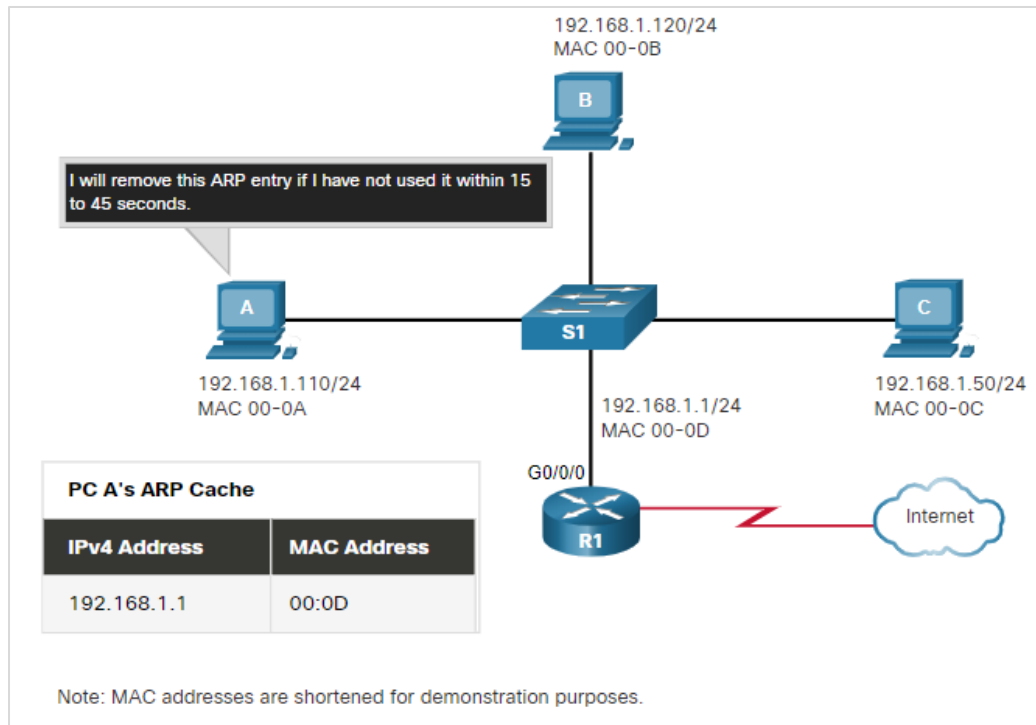 192.168.1.120/24
MAC 00-0B
B
I will remove this ARP entry if I have not used it within 15
to 45 seconds.
A
S1
C
192.168.1.110/24
MAC 00-0A
192.168.1.1/24
MAC 00-0D
192.168.1.50/24
MAC 00-0C
G0/0/0
R1
Internet
PC A's ARP Cache
IPv4 Address MAC Address
192.168.1.1 00:0D
Note: MAC addresses are shortened for demonstration purposes.